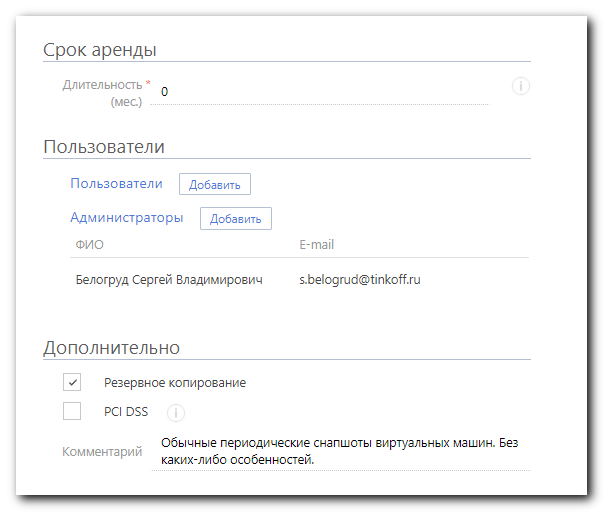 Срок аренды
Длительность *
(мес.)
0
Пользователи
Пользователи
Добавить
Администраторы
Добавить
ФИО
E-mail
Белогруд Сергей Владимирович
s.belogrud@tinkoff.ru
Дополнительно
Резервное копирование
PCI DSS
Комментарий
Обычные периодические снапшоты виртуальных машин. Без
каких-либо особенностей.